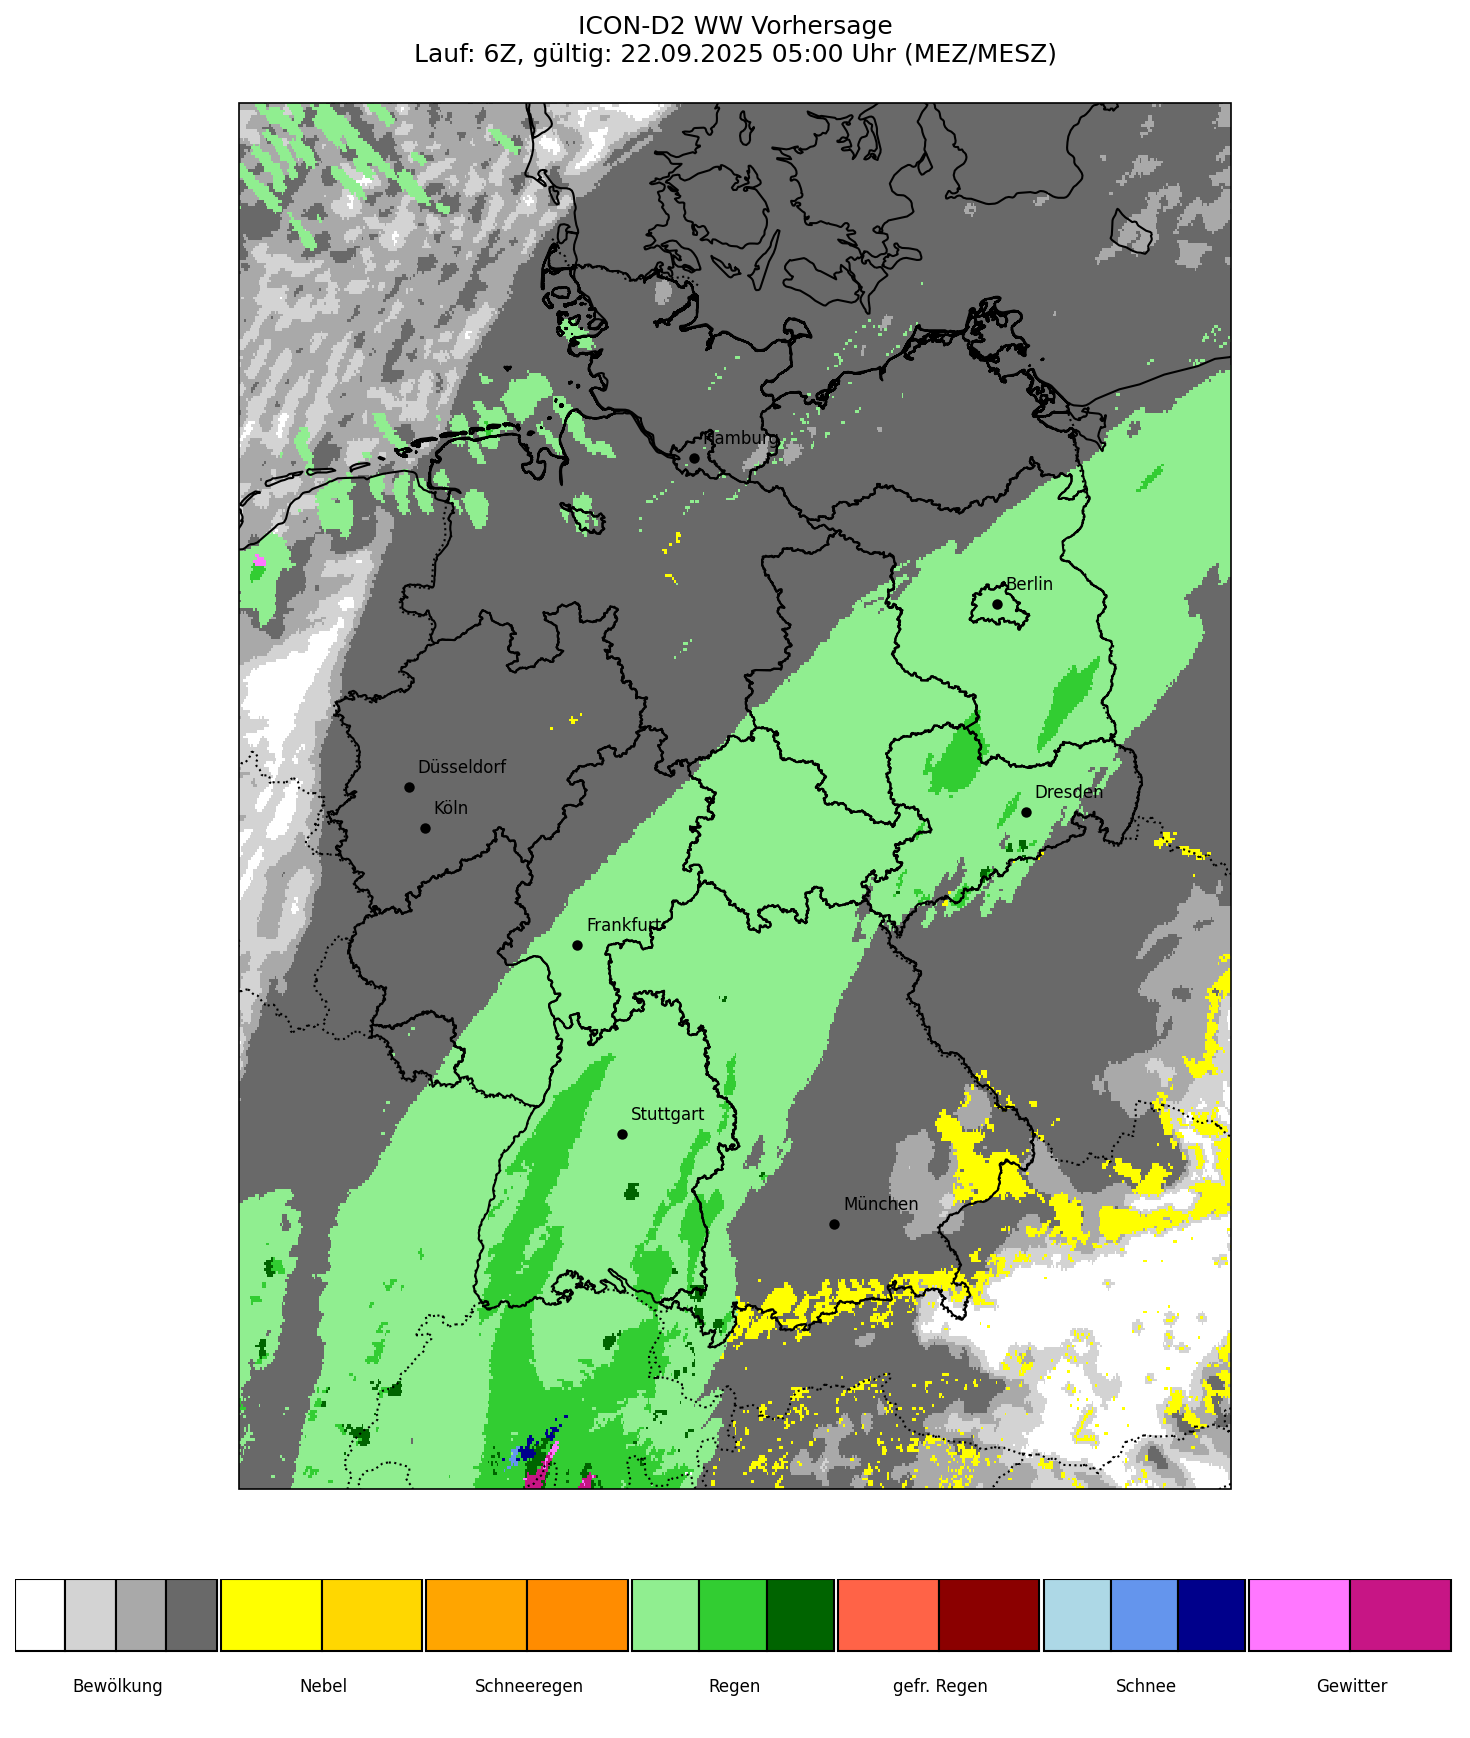 ICON-D2 WW Vorhersage
Lauf: 6Z, gültig: 22.09.2025 05:00 Uhr (MEZ/MESZ)
Hamburg
Berlin
Düsseldorf
Dresden
Köln
Frankfurt
Stuttgart
München
Bewölkung
Nebel
Schneeregen
Regen
gefr. Regen
Schnee
Gewitter